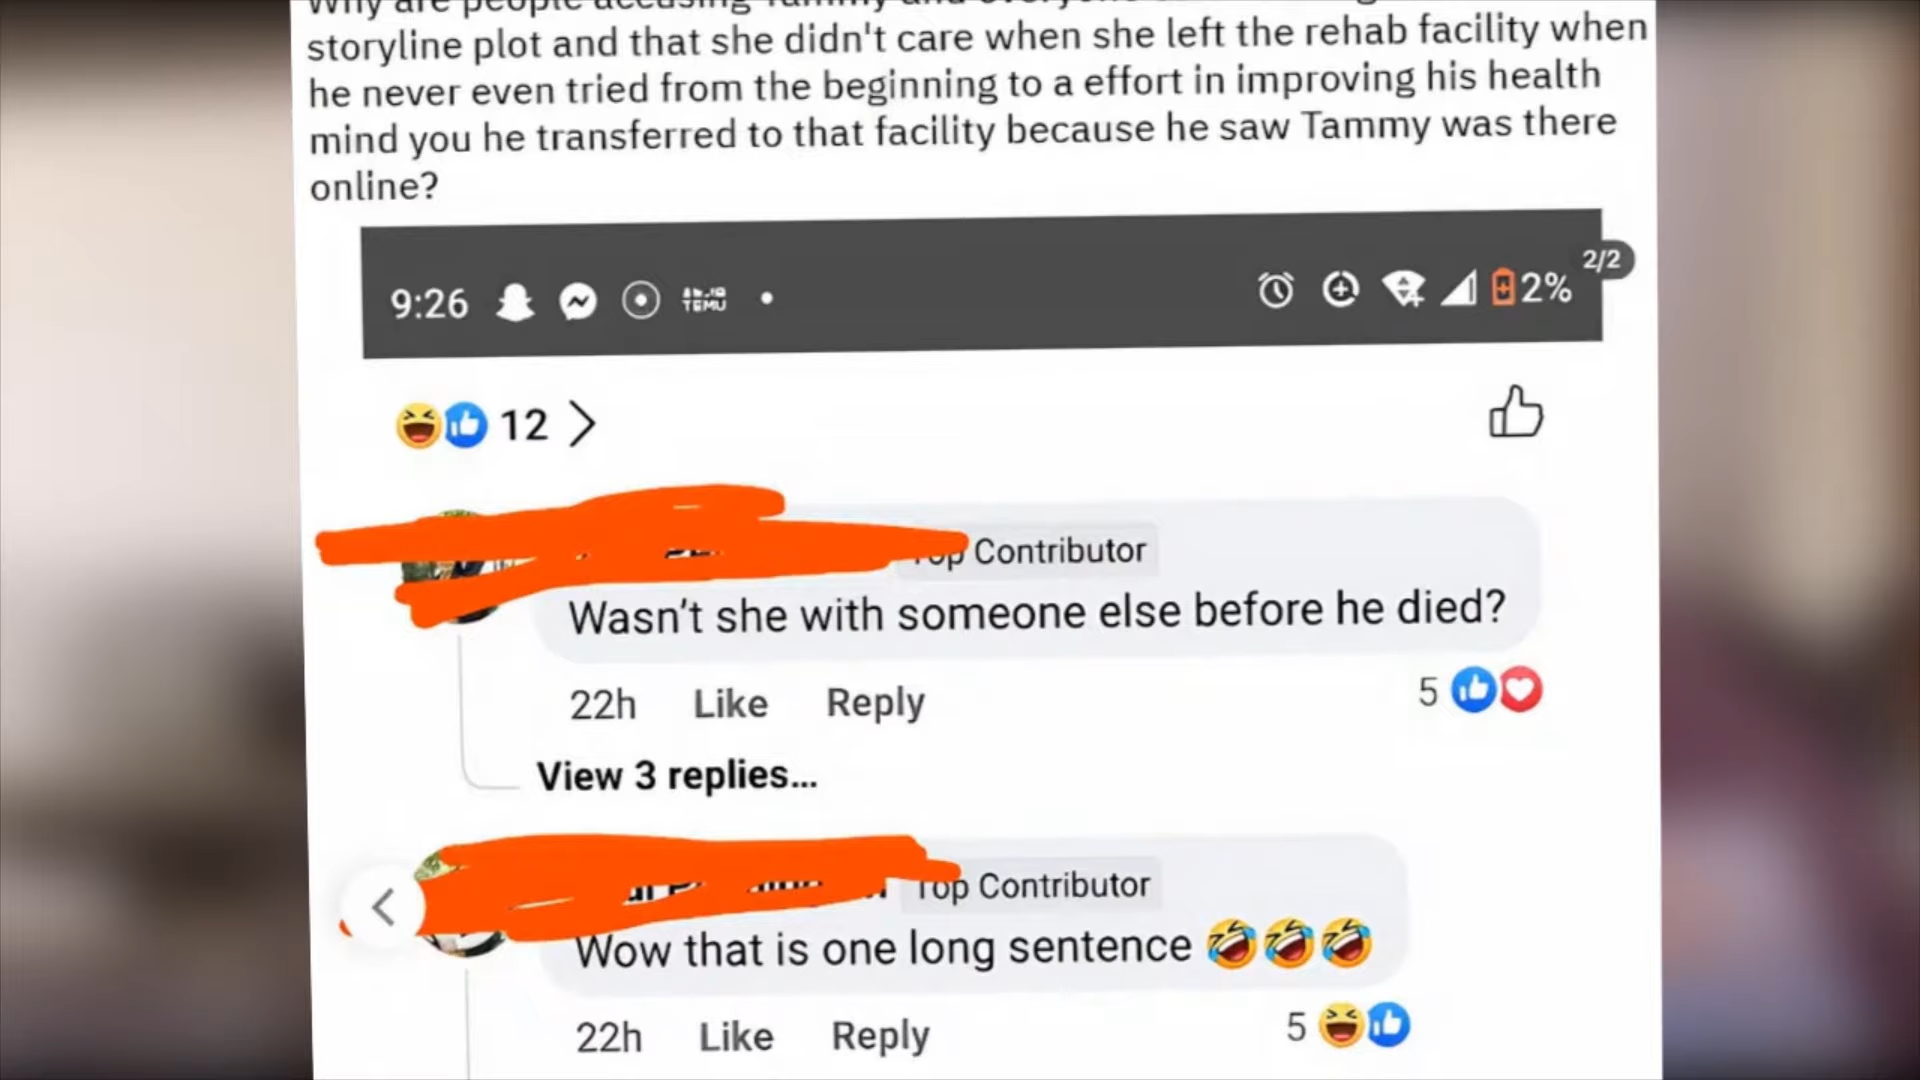 storyline plot and that she didn't care when she left the rehab facility when
he never even tried from the beginning to a effort in improving his health
mind you he transferred to that facility because he saw Tammy was there
online?
2/2
9:26 TEMU 2%
12
Top Contributor
Wasn't she with someone else before he died?
22h Like Reply 5
View 3 replies...
Top Contributor
Wow that is one long sentence 🤣🤣🤣
22h Like Reply 5